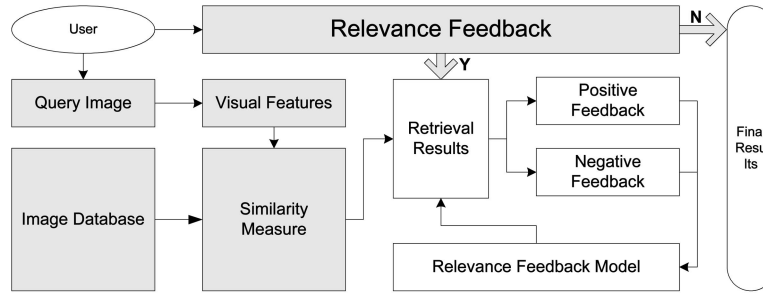 User
Relevance Feedback
N
Y
Query Image
Visual Features
Retrieval
Results
Positive
Feedback
Negative
Feedback
Fina
Resu
lts
Image Database
Similarity
Measure
Relevance Feedback Model